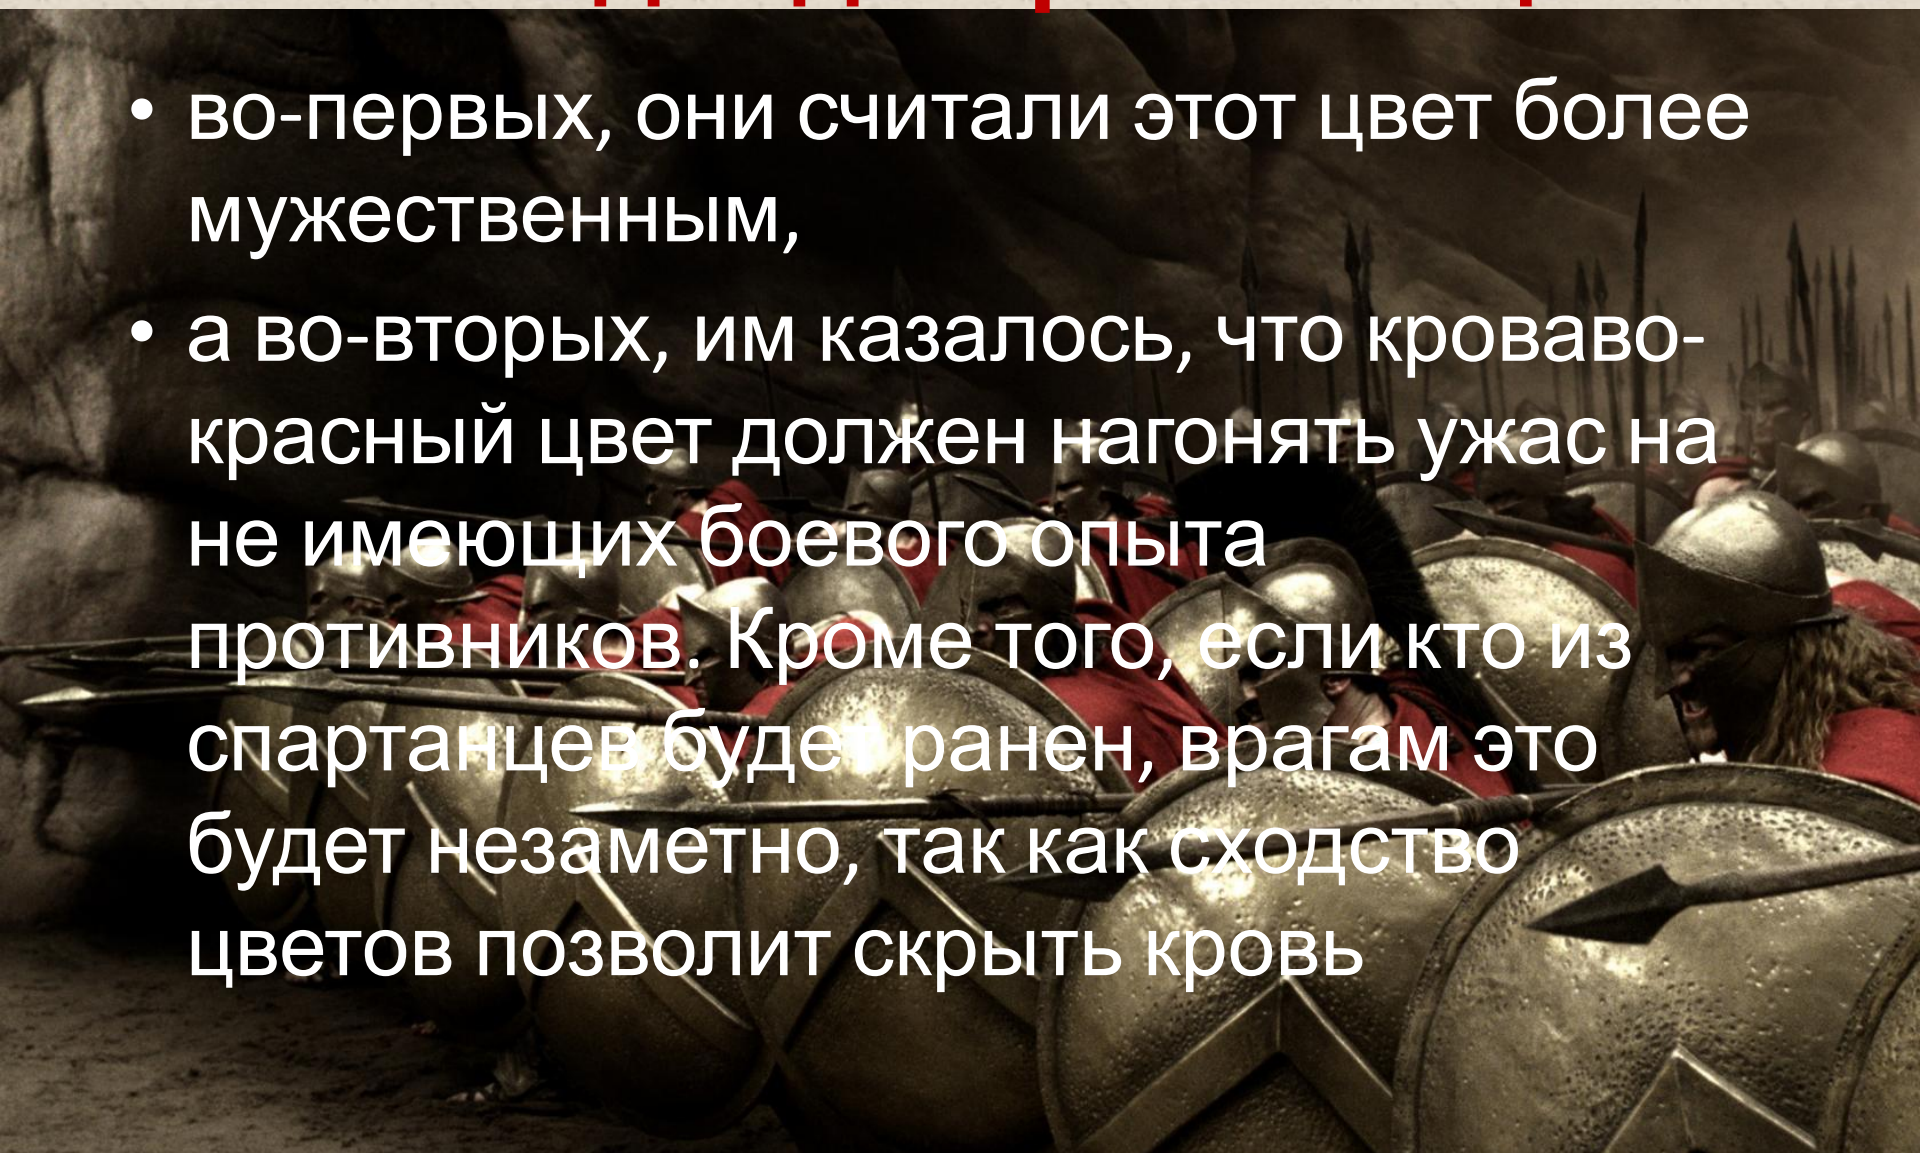 • во-первых, они считали этот цвет более
мужественным,
• а во-вторых, им казалось, что кроваво-
красный цвет должен нагонять ужас на
не имеющих боевого опыта
противников. Кроме того, если кто из
спартанцев будет ранен, врагам это
будет незаметно, так как сходство
цветов позволит скрыть кровь